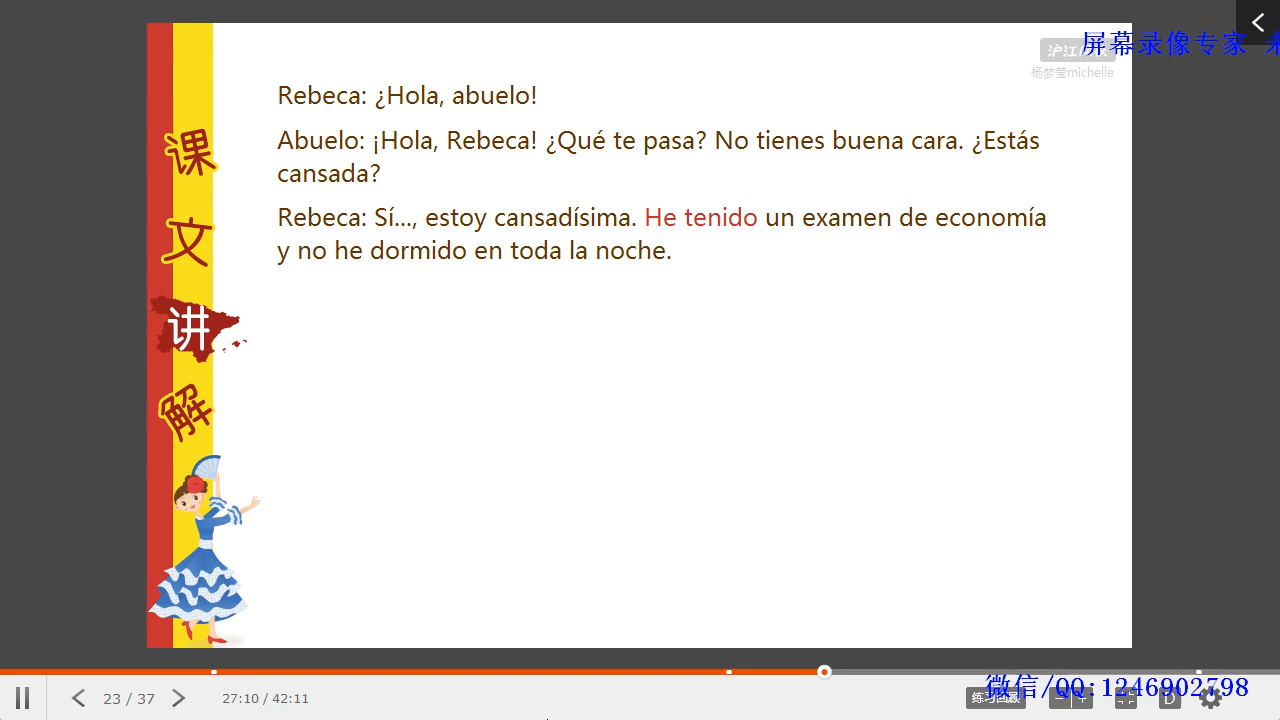 屏幕录像专家 未
沪江
杨梦莹michelle
课
文
讲
解
Rebeca: ¿Hola, abuelo!
Abuelo: ¡Hola, Rebeca! ¿Qué te pasa? No tienes buena cara. ¿Estás
cansada?
Rebeca: Sí..., estoy cansadísima. He tenido un examen de economía
y no he dormido en toda la noche.
23 / 37
27:10 / 42:11
微信/QQ:1246902798
D